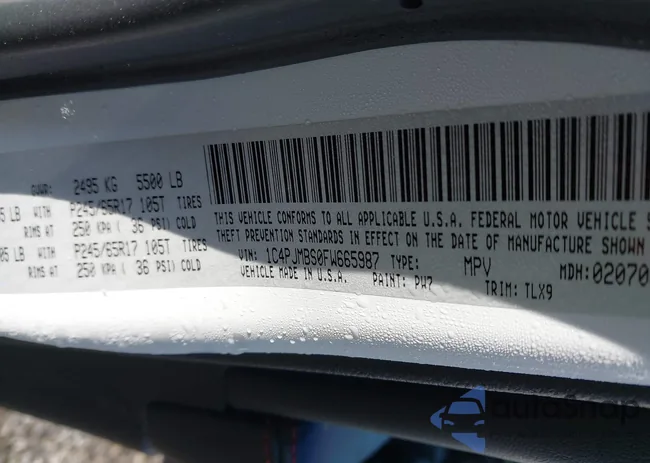 GVWR: 2495 KG 5500 LB
5 LB WITH P245/65R17 105T TIRES
RIMS AT 250 KPA ( 36 PSI) COLD
05 LB WITH P245/65R17 105T TIRES
RIMS AT 250 KPA ( 36 PSI) COLD
THIS VEHICLE CONFORMS TO ALL APPLICABLE U.S.A. FEDERAL MOTOR VEHICLE S
THEFT PREVENTION STANDARDS IN EFFECT ON THE DATE OF MANUFACTURE SHOWN
VIN: 1C4PJMBS0FW665987 TYPE: MPV MDH: 02070
VEHICLE MADE IN U.S.A. PAINT: PW7 TRIM: TLX9
autoSnap